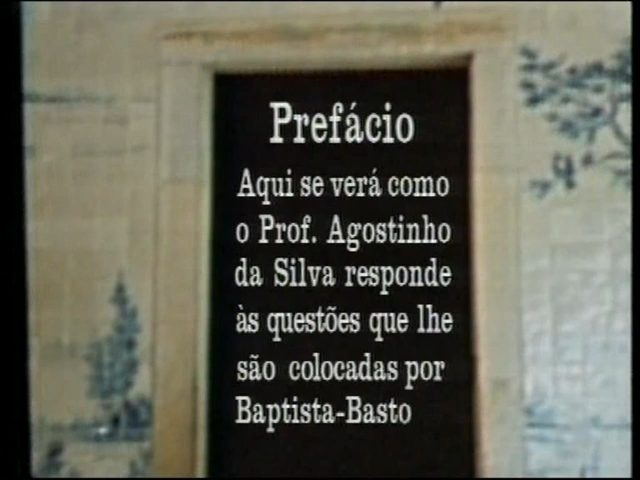 Prefácio
Aqui se verá como
o Prof. Agostinho
da Silva responde
às questões que lhe
são colocadas por
Baptista-Basto